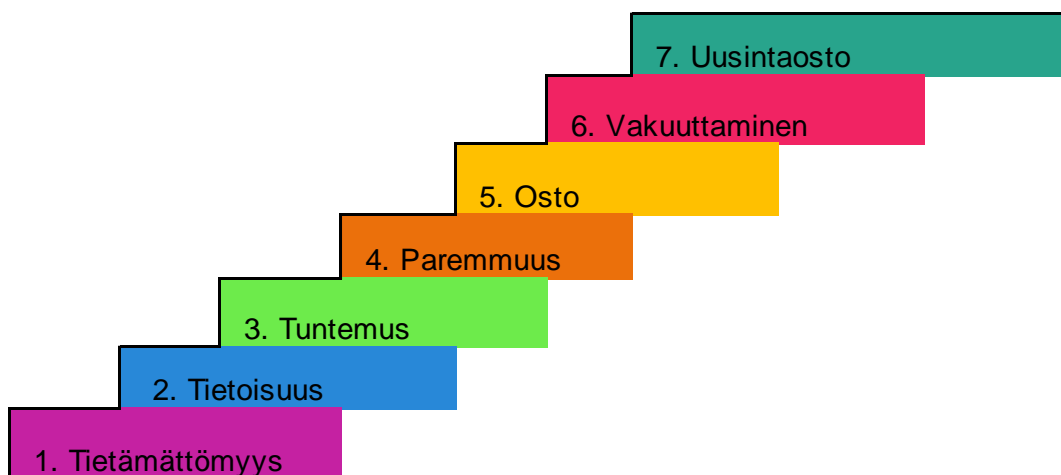 7. Uusintaosto
6. Vakuuttaminen
5. Osto
4. Paremmuus
3. Tuntemus
2. Tietoisuus
1. Tietämättömyys